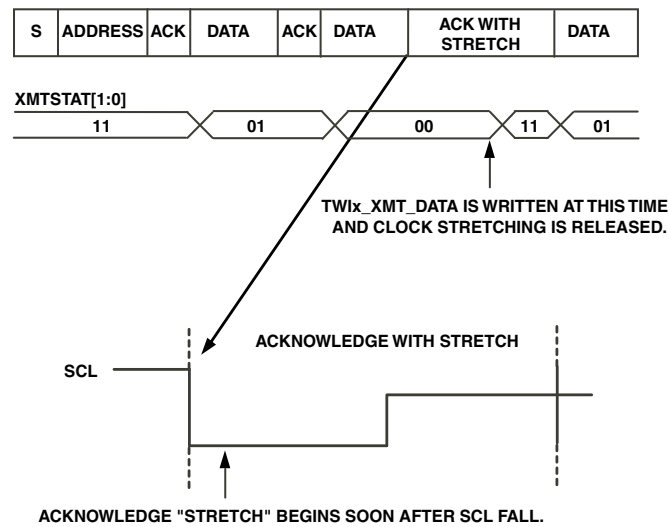 S ADDRESS ACK DATA ACK DATA ACK WITH STRETCH DATA
XMTSTAT[1:0]
11 01 00 11 01
TWIx_XMT_DATA IS WRITTEN AT THIS TIME
AND CLOCK STRETCHING IS RELEASED.
ACKNOWLEDGE WITH STRETCH
SCL
ACKNOWLEDGE "STRETCH" BEGINS SOON AFTER SCL FALL.